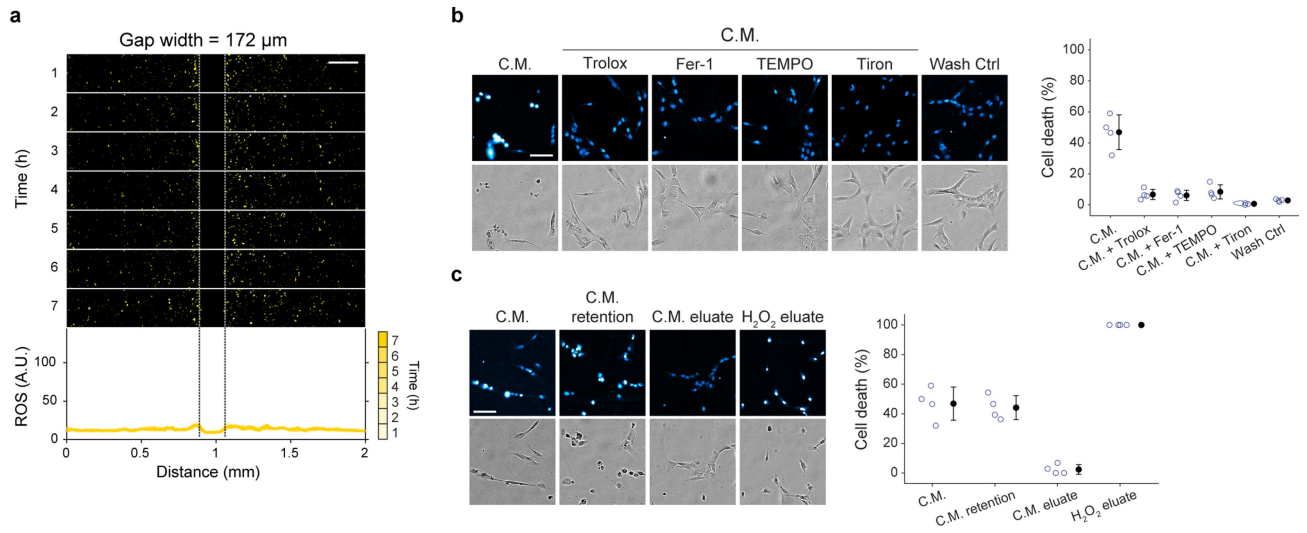 a
Gap width = 172 µm
Time (h)
1
2
3
4
5
6
7
ROS (A.U.)
100
50
0
0
0.5
1.0
1.5
2
Distance (mm)
7
6
5
4
3
2
1
Time (h)
b
C.M.
C.M.
Trolox
Fer-1
TEMPO
Tiron
Wash Ctrl
Cell death (%)
100
80
60
40
20
0
C.M.
C.M. + Trolox
C.M. + Fer-1
C.M. + TEMPO
C.M. + Tiron
Wash Ctrl
c
C.M.
C.M.
retention
C.M. eluate
H₂O₂ eluate
Cell death (%)
100
80
60
40
20
0
C.M.
C.M. retention
C.M. eluate
H₂O₂ eluate